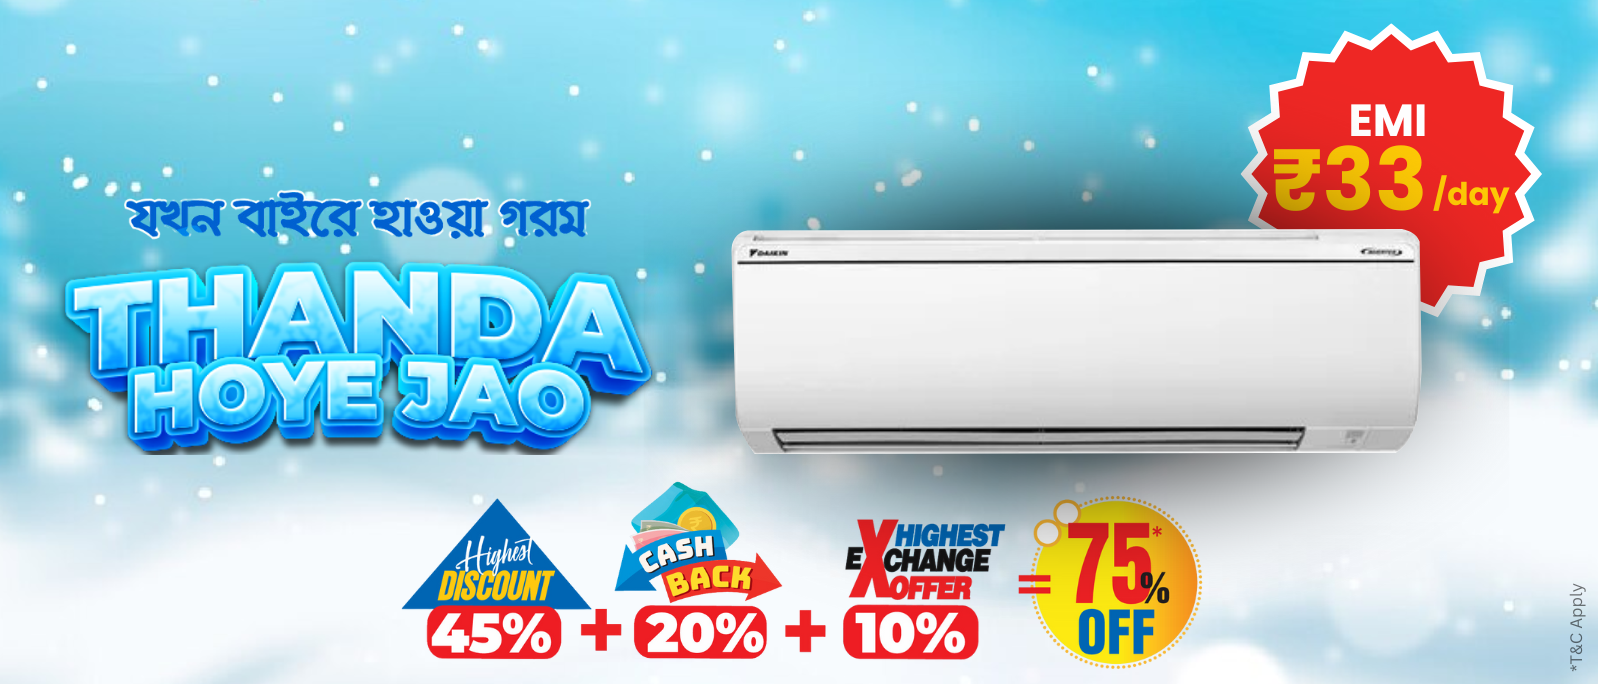 যখন বাইরে হাওয়া গরম
THANDA
HOYE JAO
EMI
₹33/day
DAIKIN
Highest
DISCOUNT
45%
+
CASH
BACK
20%
+
HIGHEST
EXCHANGE
OFFER
10%
=
75*%
OFF
*T&C Apply